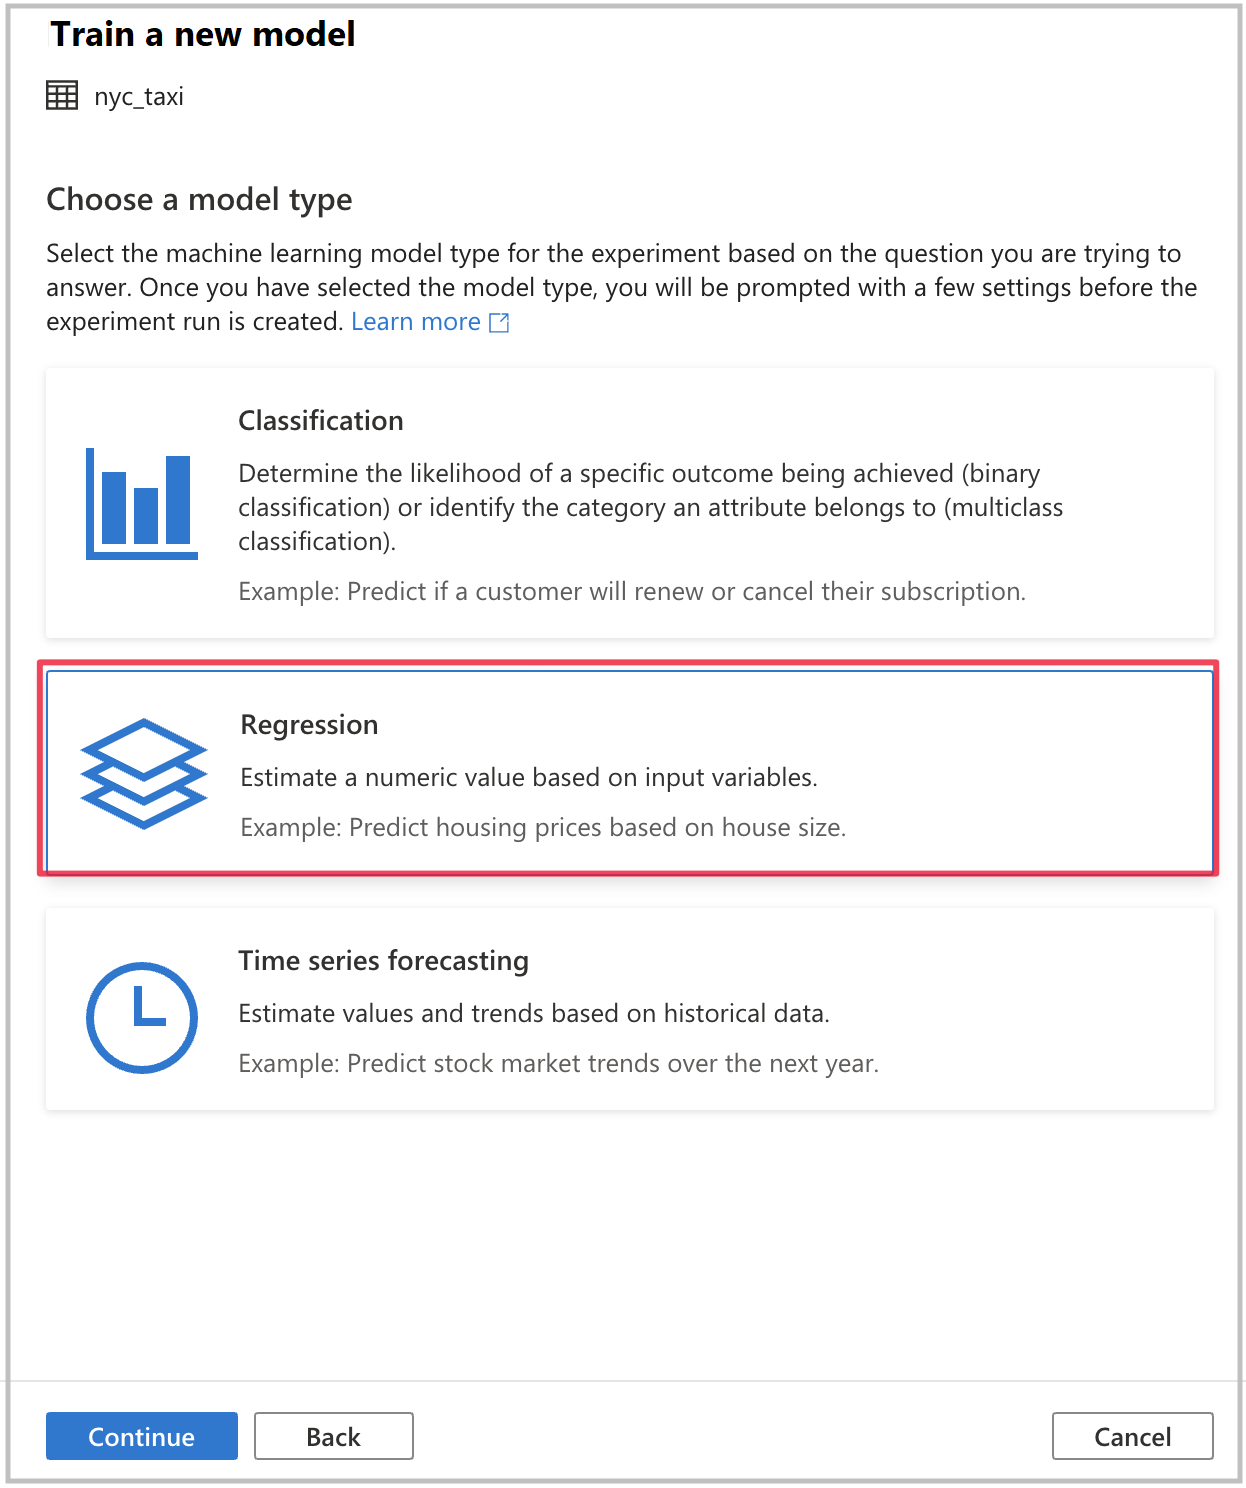 Train a new model
nyc_taxi
Choose a model type
Select the machine learning model type for the experiment based on the question you are trying to
answer. Once you have selected the model type, you will be prompted with a few settings before the
experiment run is created. Learn more
Classification
Determine the likelihood of a specific outcome being achieved (binary
classification) or identify the category an attribute belongs to (multiclass
classification).
Example: Predict if a customer will renew or cancel their subscription.
Regression
Estimate a numeric value based on input variables.
Example: Predict housing prices based on house size.
Time series forecasting
Estimate values and trends based on historical data.
Example: Predict stock market trends over the next year.
Continue
Back
Cancel